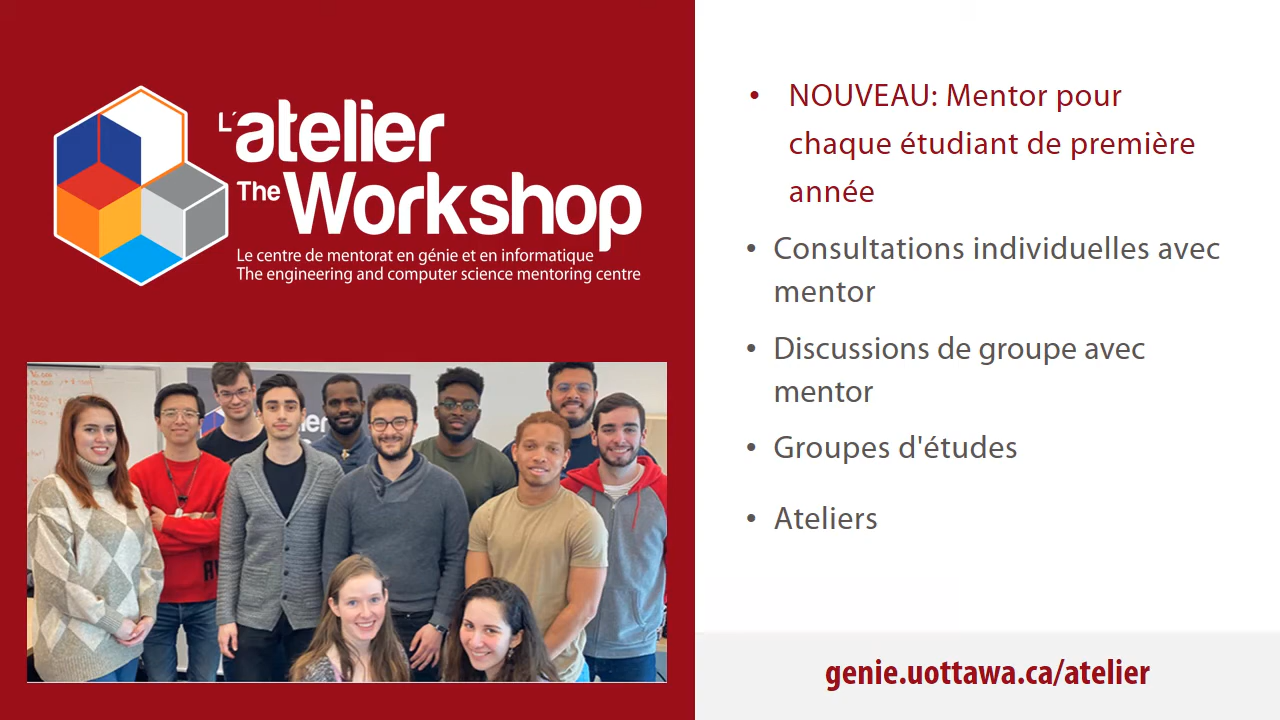 L'atelier
The Workshop
Le centre de mentorat en génie et en informatique
The engineering and computer science mentoring centre
• NOUVEAU: Mentor pour
chaque étudiant de première
année
• Consultations individuelles avec
mentor
• Discussions de groupe avec
mentor
• Groupes d'études
• Ateliers
genie.uottawa.ca/atelier